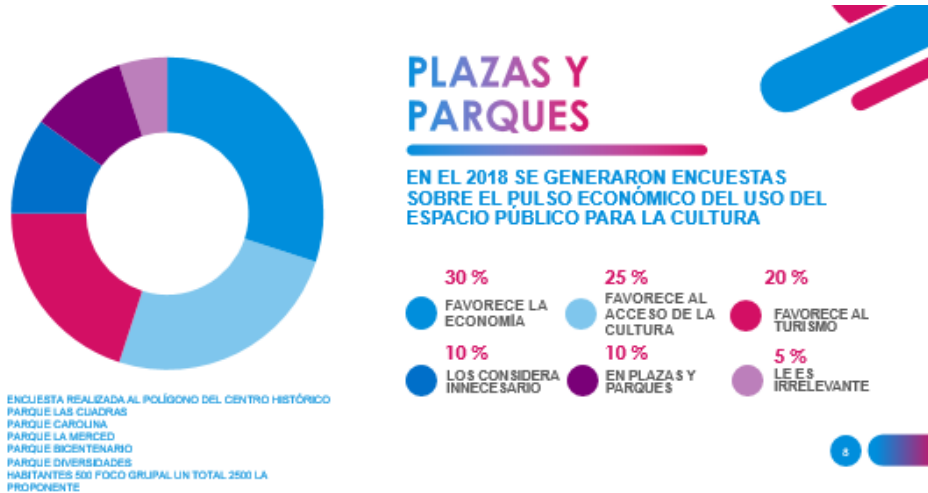 PLAZAS Y
PARQUES
EN EL 2018 SE GENERARON ENCUESTAS
SOBRE EL PULSO ECONÓMICO DEL USO DEL
ESPACIO PÚBLICO PARA LA CULTURA
30 %
FAVORECE LA
ECONOMÍA
25 %
FAVORECE AL
ACCESO DE LA
CULTURA
20 %
FAVORECE AL
TURISMO
10 %
LOS CONSIDERA
INNECESARIO
10 %
EN PLAZAS Y
PARQUES
5 %
LE ES
IRRELEVANTE
ENCUESTA REALIZADA AL POLÍGONO DEL CENTRO HISTÓRICO
PARQUE LAS CUADRAS
PARQUE CAROLINA
PARQUE LA MERCED
PARQUE BICENTENARIO
PARQUE DIVERSIDADES
HABITANTES 500 FOCO GRUPAL UN TOTAL 2500 LA
PROPONENTE
8